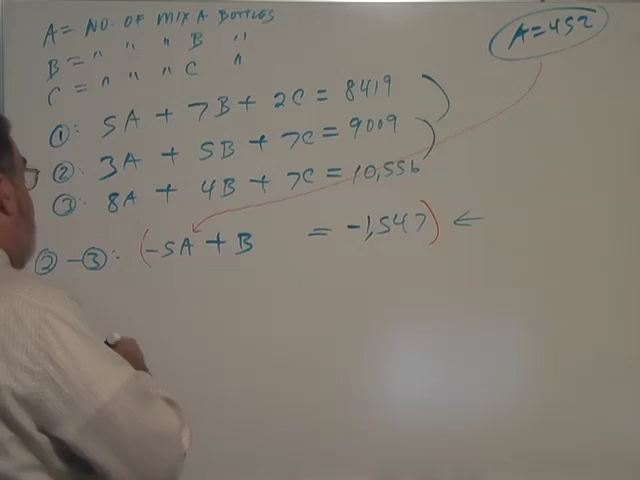 A = NO. OF MIX A BOTTLES
B = " " " B "
C = " " " C "
A = 452
①: 5A + 7B + 2C = 8419
②: 3A + 5B + 7C = 9009
③: 8A + 4B + 7C = 10,556
② - ③: (-5A + B = -1,547) ←